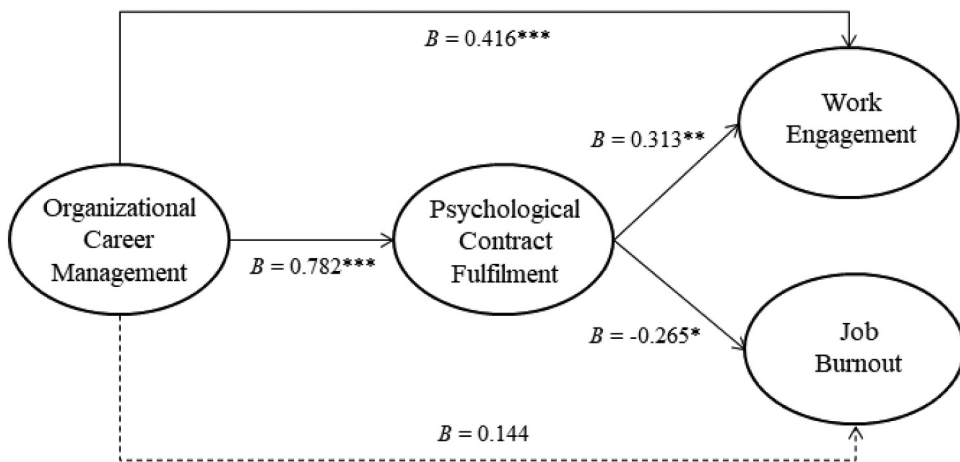 B = 0.416***
Work
Engagement
B = 0.313**
Organizational
Career
Management
B = 0.782***
Psychological
Contract
Fulfilment
B = -0.265*
Job
Burnout
B = 0.144